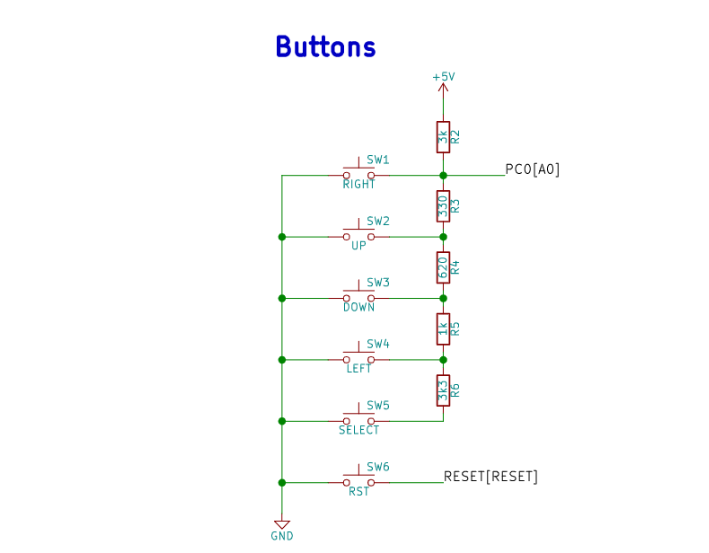 Buttons
+5V
3k
R2
SW1
PC0[A0]
RIGHT
330
R3
SW2
UP
620
R4
SW3
DOWN
1k
R5
SW4
LEFT
3k3
R6
SW5
SELECT
SW6
RESET[RESET]
RST
GND